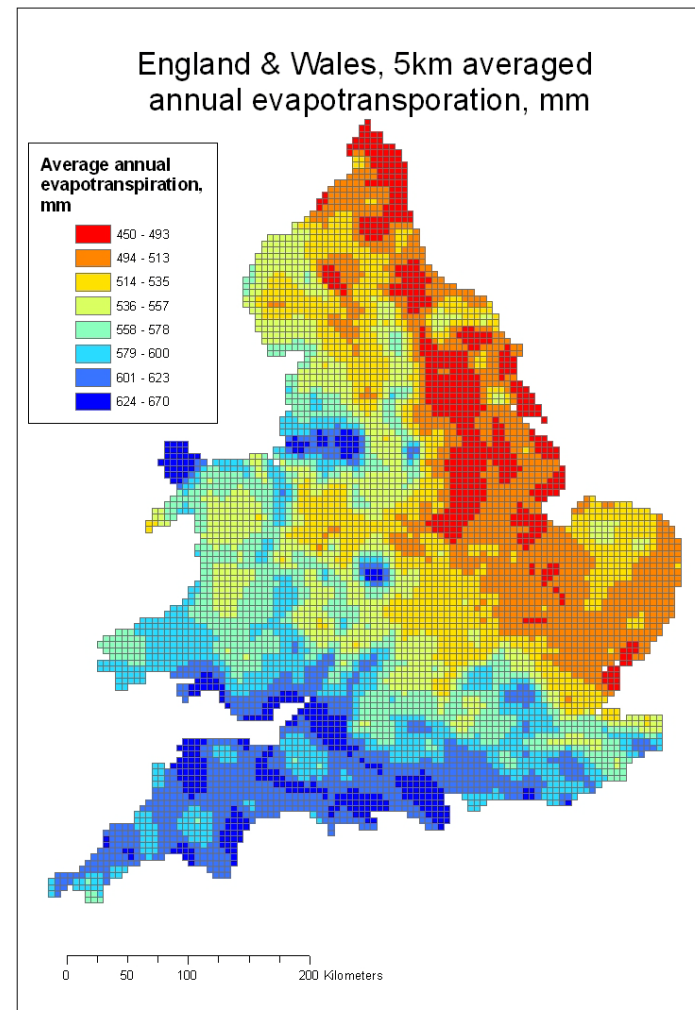 England & Wales, 5km averaged
annual evapotransporation, mm
Average annual
evapotranspiration,
mm
450 - 493
494 - 513
514 - 535
536 - 557
558 - 578
579 - 600
601 - 623
624 - 670
0 50 100 200 Kilometers